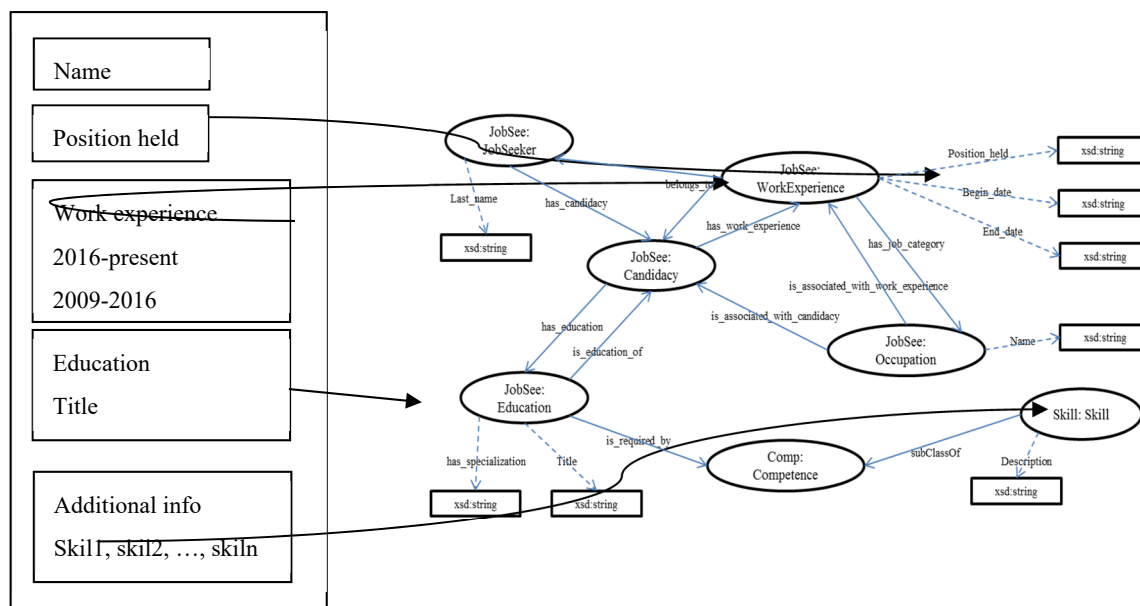 Name
Position held
Work experience
2016-present
2009-2016
Education
Title
Additional info
Skil1, skil2, …, skiln
JobSee:
JobSeeker
JobSee:
WorkExperience
Position_held
xsd:string
Begin_date
xsd:string
End_date
xsd:string
belongs_to
Last_name
has_candidacy
xsd:string
has_work_experience
has_job_category
JobSee:
Candidacy
is_associated_with_work_experience
is_associated_with_candidacy
has_education
is_education_of
JobSee:
Occupation
Name
xsd:string
JobSee:
Education
Skill: Skill
is_required_by
Comp:
Competence
subClassOf
has_specialization
Title
Description
xsd:string
xsd:string
xsd:string